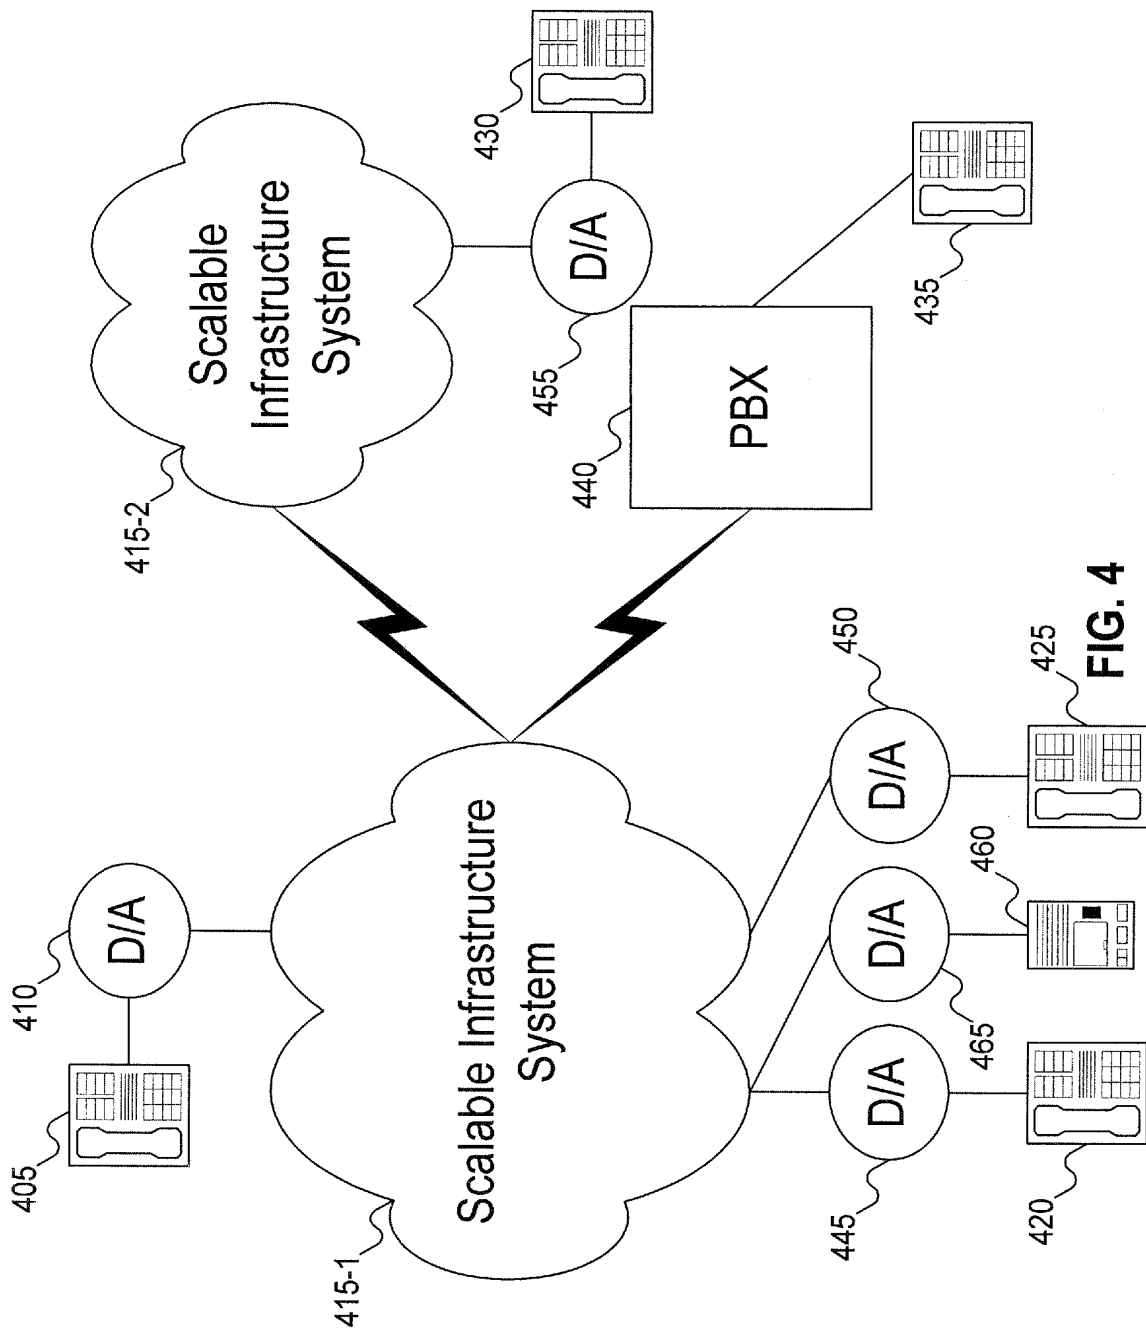 405
410
D/A
415-1
Scalable Infrastructure
System
415-2
Scalable
Infrastructure
System
430
D/A
455
440
PBX
435
445
D/A
420
465
D/A
460
450
D/A
425
FIG. 4